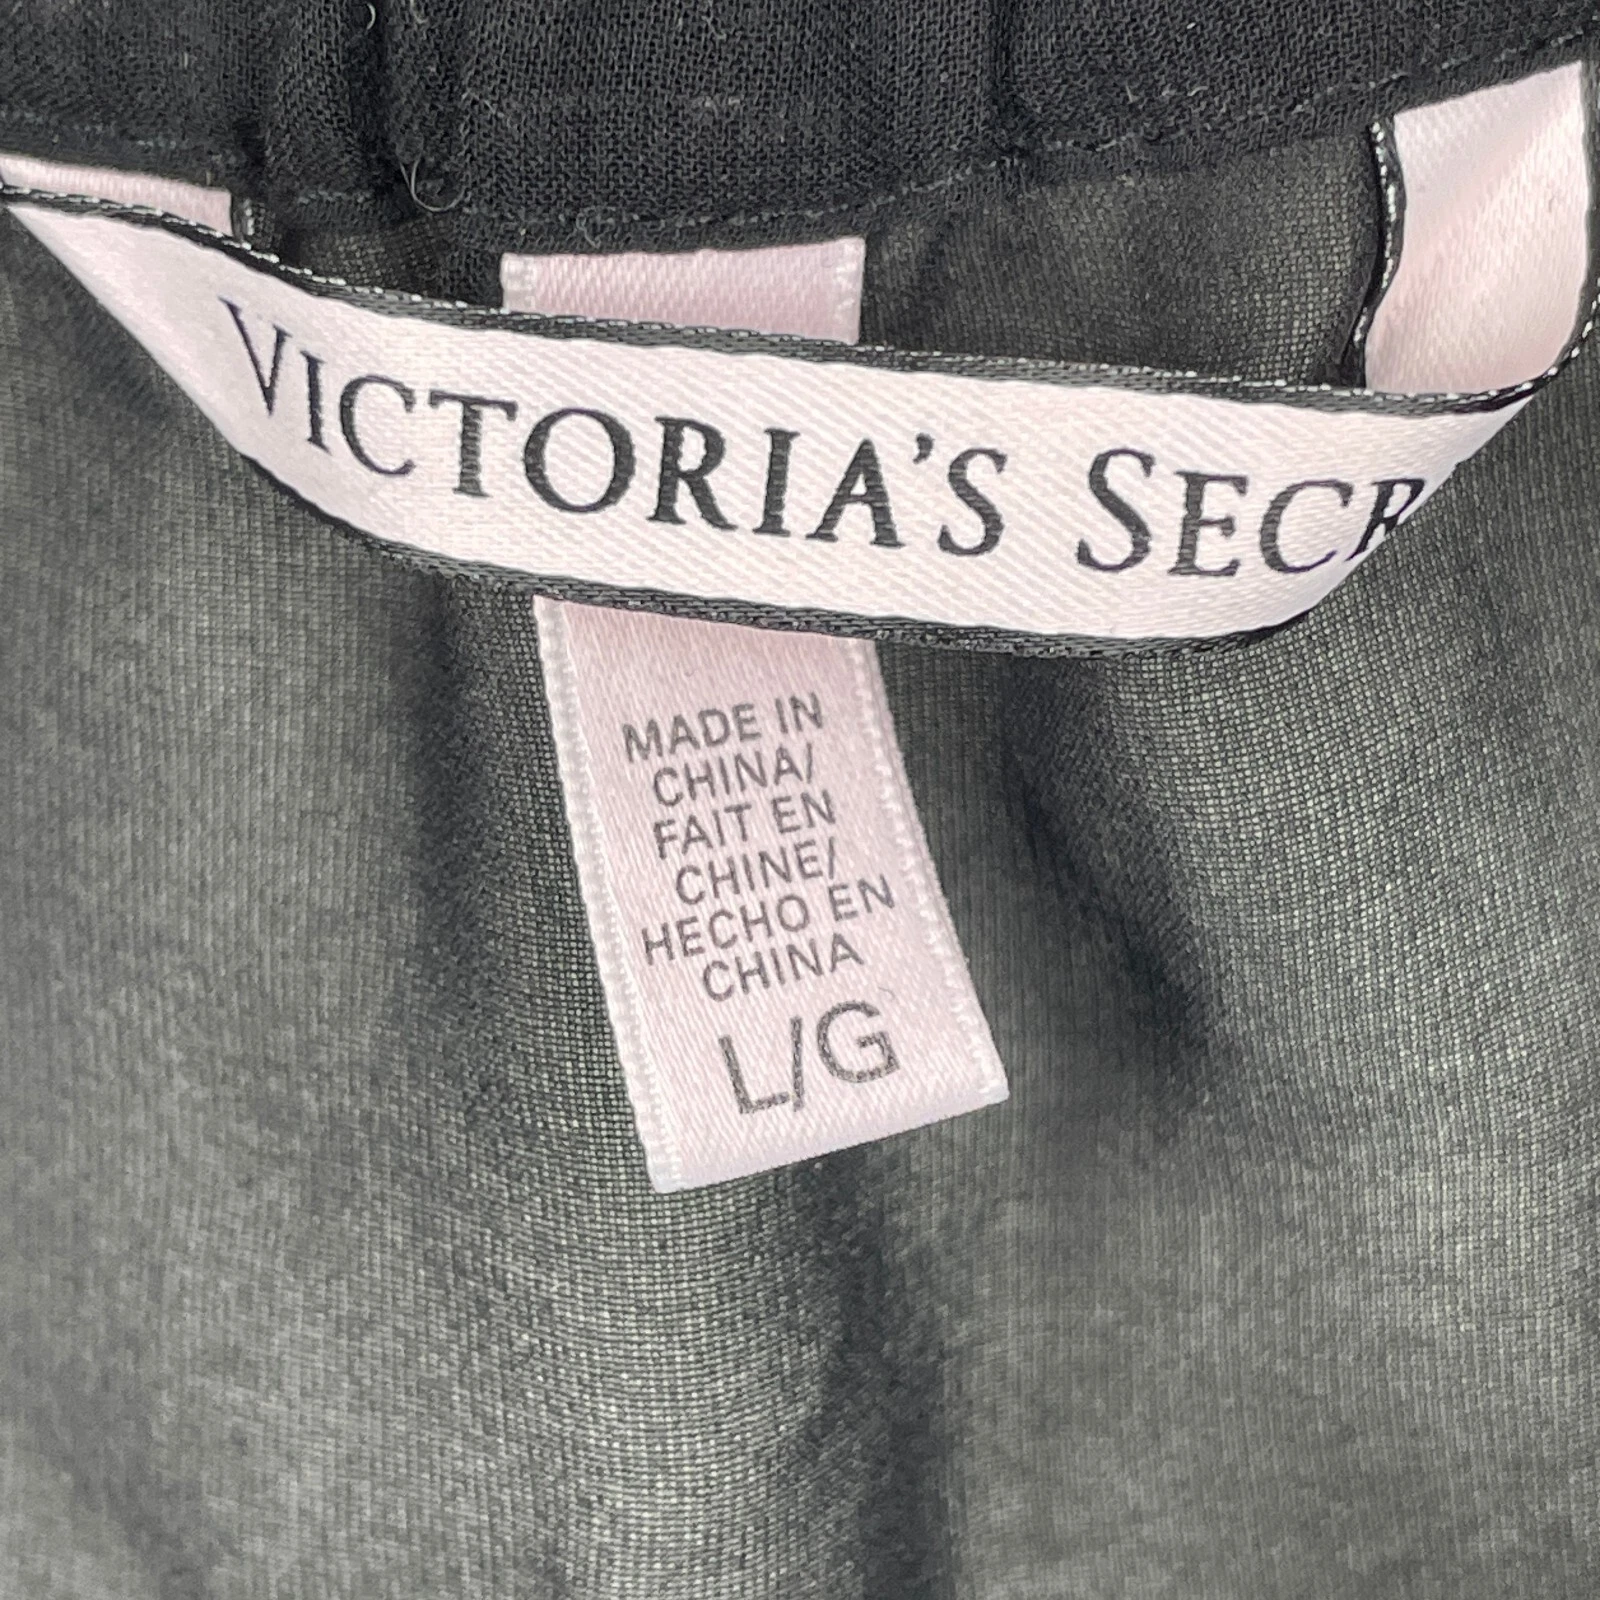 VICTORIA'S SECR
MADE IN
CHINA/
FAIT EN
CHINE/
HECHO EN
CHINA
L/G